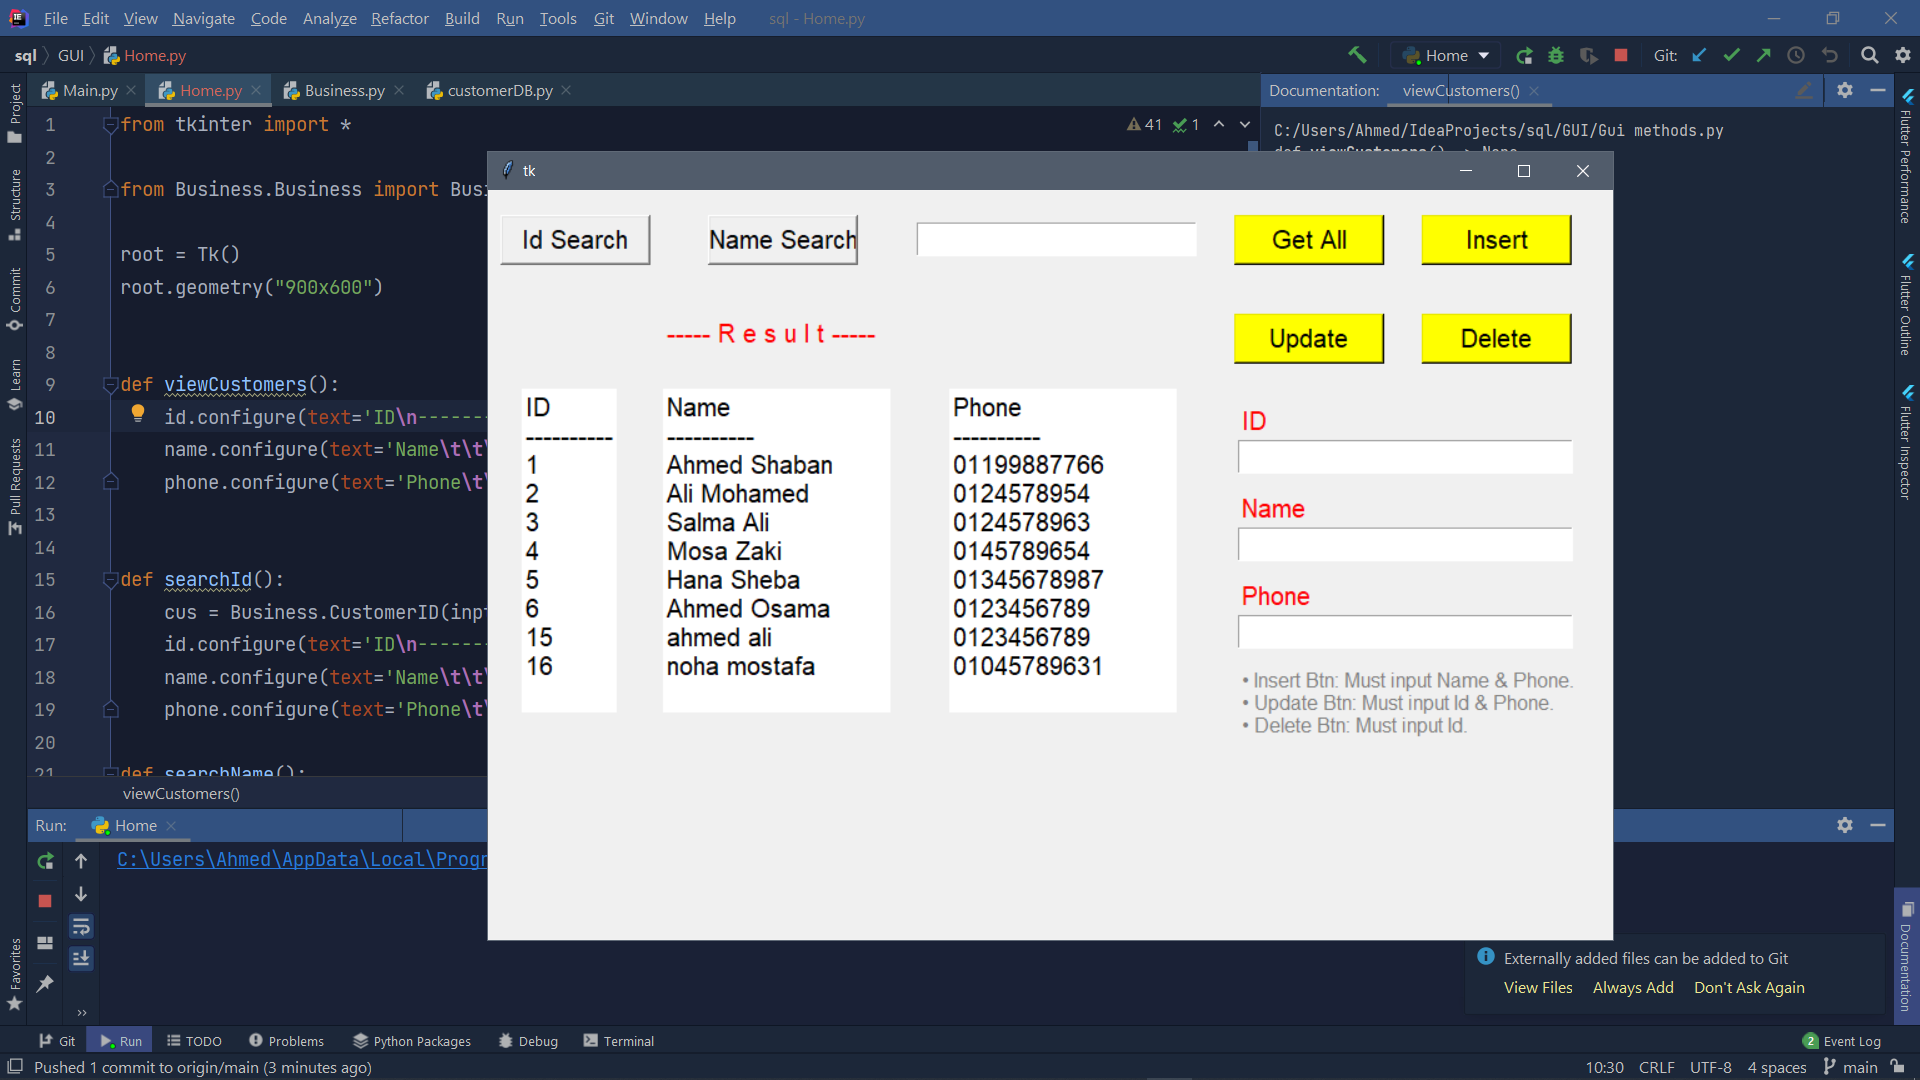 File Edit View Navigate Code Analyze Refactor Build Run Tools Git Window Help sql - Home.py
sql GUI Home.py
Home Git:
Main.py Home.py Business.py customerDB.py
Documentation: viewCustomers()
41 1
C:/Users/Ahmed/IdeaProjects/sql/GUI/Gui methods.py
1 from tkinter import *
2
3 from Business.Business import Busi
4
5 root = Tk()
6 root.geometry("900x600")
7
8
9 def viewCustomers():
10 id.configure(text='ID\n-------
11 name.configure(text='Name\t\t\
12 phone.configure(text='Phone\t\
13
14
15 def searchId():
16 cus = Business.CustomerID(inpt
17 id.configure(text='ID\n-------
18 name.configure(text='Name\t\t\
19 phone.configure(text='Phone\t\
20
21 def searchName():
viewCustomers()
tk
Id Search Name Search Get All Insert
----- R e s u l t ----- Update Delete
ID Name Phone
---------- ---------- ----------
1 Ahmed Shaban 01199887766
2 Ali Mohamed 0124578954
3 Salma Ali 0124578963
4 Mosa Zaki 0145789654
5 Hana Sheba 01345678987
6 Ahmed Osama 0123456789
15 ahmed ali 0123456789
16 noha mostafa 01045789631
ID
Name
Phone
• Insert Btn: Must input Name & Phone.
• Update Btn: Must input Id & Phone.
• Delete Btn: Must input Id.
Project
Structure
Commit
Learn
Pull Requests
Favorites
Flutter Performance
Flutter Outline
Flutter Inspector
Documentation
Run: Home
C:\Users\Ahmed\AppData\Local\Progr
Externally added files can be added to Git
View Files Always Add Don't Ask Again
Git Run TODO Problems Python Packages Debug Terminal 2 Event Log
Pushed 1 commit to origin/main (3 minutes ago) 10:30 CRLF UTF-8 4 spaces main